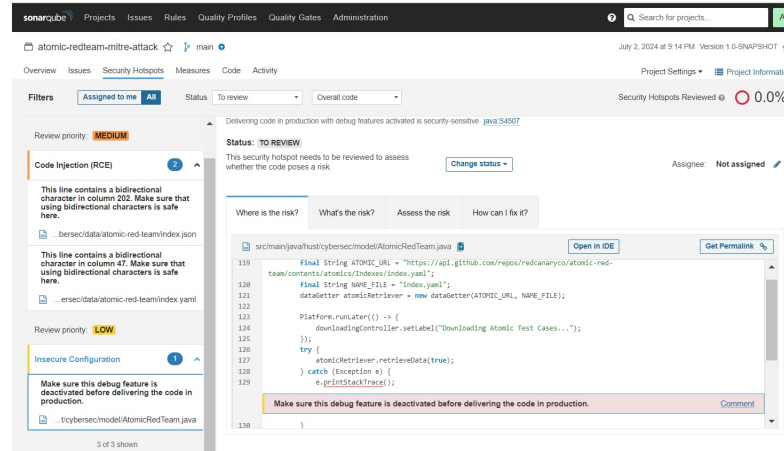 sonarqube Projects Issues Rules Quality Profiles Quality Gates Administration Search for projects... A
atomic-redteam-mitre-attack main July 2, 2024 at 9:14 PM Version 1.0-SNAPSHOT
Overview Issues Security Hotspots Measures Code Activity Project Settings Project Informati
Filters Assigned to me All Status To review Overall code Security Hotspots Reviewed 0.0%
Review priority: MEDIUM
Code Injection (RCE) 2
This line contains a bidirectional
character in column 202. Make sure that
using bidirectional characters is safe
here.
...bersec/data/atomic-red-team/index.json
This line contains a bidirectional
character in column 47. Make sure that
using bidirectional characters is safe
here.
...ersec/data/atomic-red-team/index.yaml
Review priority: LOW
Insecure Configuration 1
Make sure this debug feature is
deactivated before delivering the code in
production.
...t/cybersec/model/AtomicRedTeam.java
3 of 3 shown
Delivering code in production with debug features activated is security-sensitive java:S4507
Status: TO REVIEW
This security hotspot needs to be reviewed to assess
whether the code poses a risk.
Change status
Assignee: Not assigned
Where is the risk? What's the risk? Assess the risk How can I fix it?
src/main/java/hust/cybersec/model/AtomicRedTeam.java Open in IDE Get Permalink
119 final String ATOMIC_URL = "https://api.github.com/repos/redcanaryco/atomic-red-
team/contents/atomics/Indexes/index.yaml";
120 final String NAME_FILE = "index.yaml";
121 dataGetter atomicRetriever = new dataGetter(ATOMIC_URL, NAME_FILE);
122
123 Platform.runLater(() -> {
124 downloadingController.setLabel("Downloading Atomic Test Cases...");
125 });
126 try {
127 atomicRetriever.retrieveData(true);
128 } catch (Exception e) {
129 e.printStackTrace();
Make sure this debug feature is deactivated before delivering the code in production. Comment
130 }